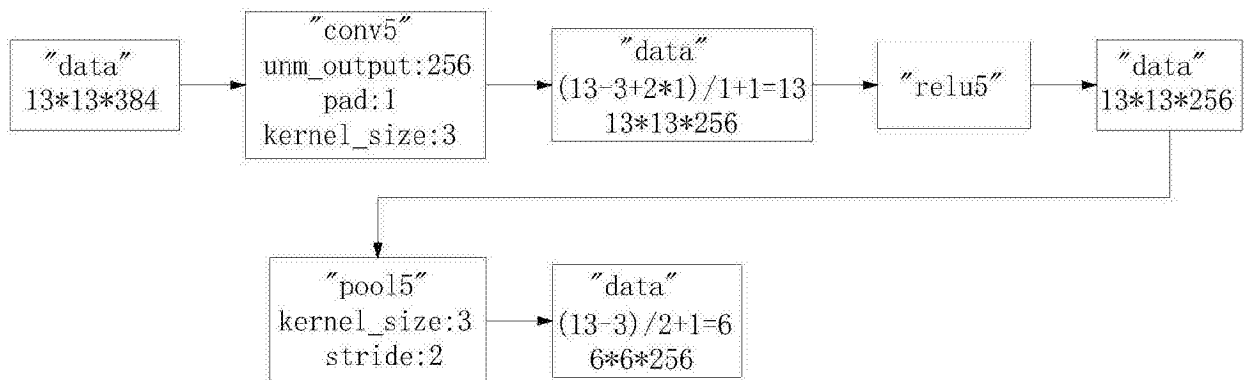 "data"
13*13*384
"conv5"
unm_output:256
pad:1
kernel_size:3
"data"
(13-3+2*1)/1+1=13
13*13*256
"relu5"
"data"
13*13*256
"pool5"
kernel_size:3
stride:2
"data"
(13-3)/2+1=6
6*6*256